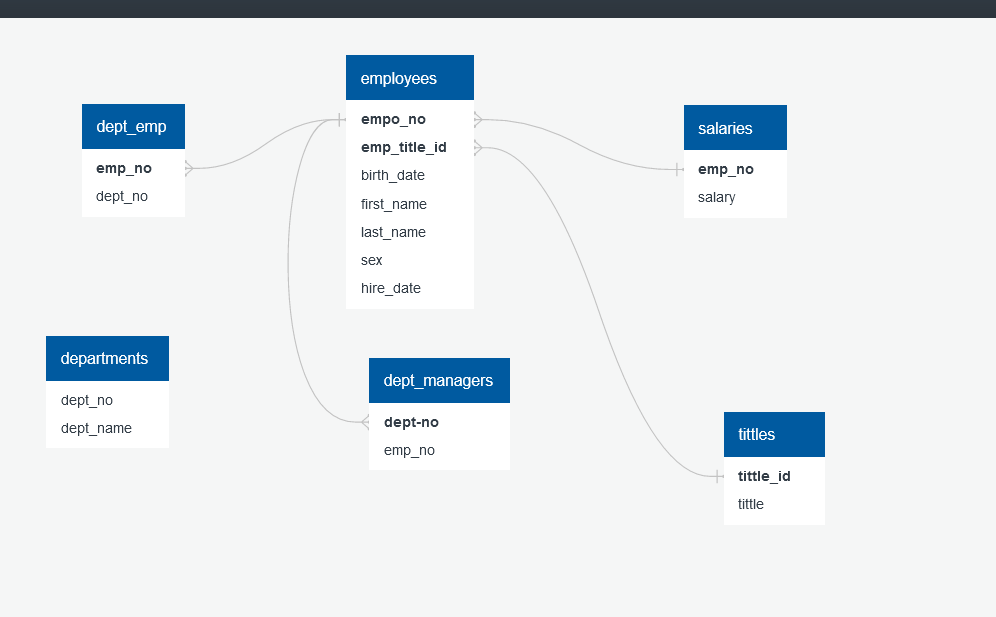 employees
empo_no
emp_title_id
birth_date
first_name
last_name
sex
hire_date
dept_emp
emp_no
dept_no
salaries
emp_no
salary
departments
dept_no
dept_name
dept_managers
dept-no
emp_no
tittles
tittle_id
tittle